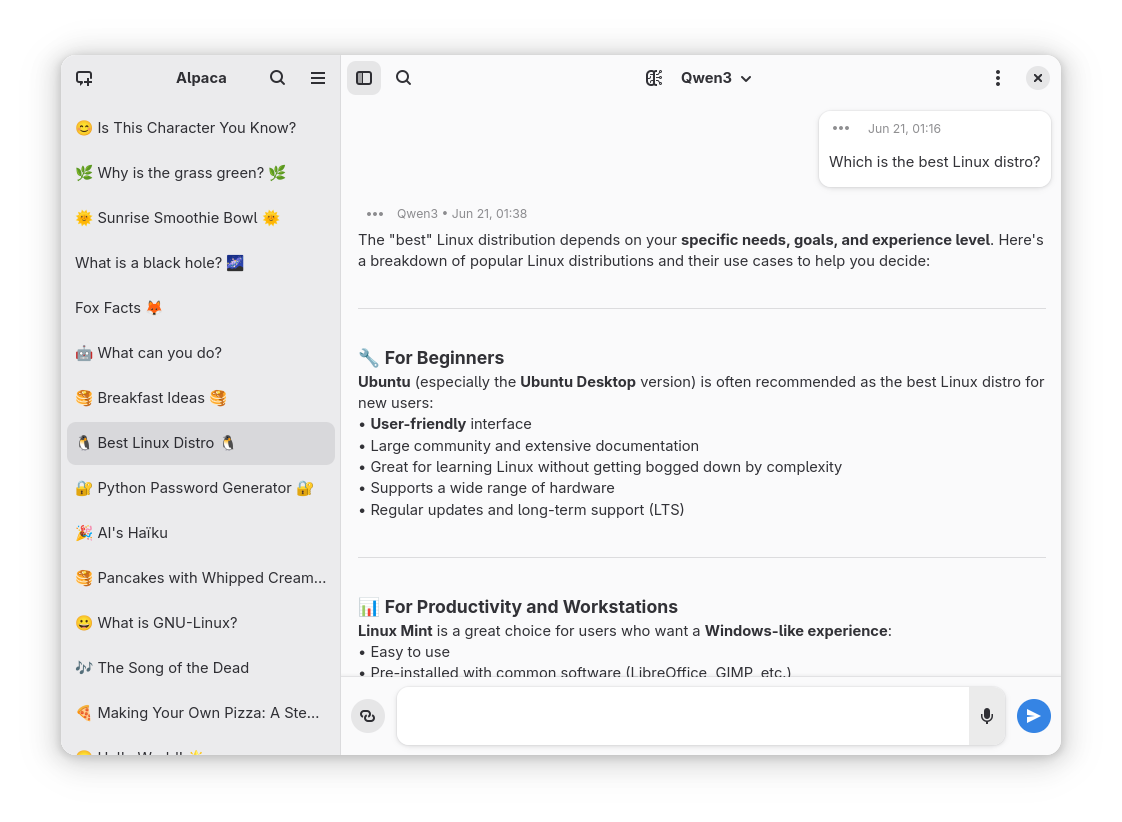 Alpaca
😊 Is This Character You Know?
🌿 Why is the grass green? 🌿
🌞 Sunrise Smoothie Bowl 🌞
What is a black hole? 🌌
Fox Facts 🦊
🤖 What can you do?
🥞 Breakfast Ideas 🥞
🐧 Best Linux Distro 🐧
🔐 Python Password Generator 🔐
🎉 AI's Haïku
🥞 Pancakes with Whipped Cream...
😀 What is GNU-Linux?
🎶 The Song of the Dead
🍕 Making Your Own Pizza: A Ste...
Qwen3
Jun 21, 01:16
Which is the best Linux distro?
Qwen3 • Jun 21, 01:38
The "best" Linux distribution depends on your specific needs, goals, and experience level. Here's
a breakdown of popular Linux distributions and their use cases to help you decide:
🔧 For Beginners
Ubuntu (especially the Ubuntu Desktop version) is often recommended as the best Linux distro for
new users:
• User-friendly interface
• Large community and extensive documentation
• Great for learning Linux without getting bogged down by complexity
• Supports a wide range of hardware
• Regular updates and long-term support (LTS)
📊 For Productivity and Workstations
Linux Mint is a great choice for users who want a Windows-like experience:
• Easy to use
• Pre-installed with common software (LibreOffice, GIMP, etc.)